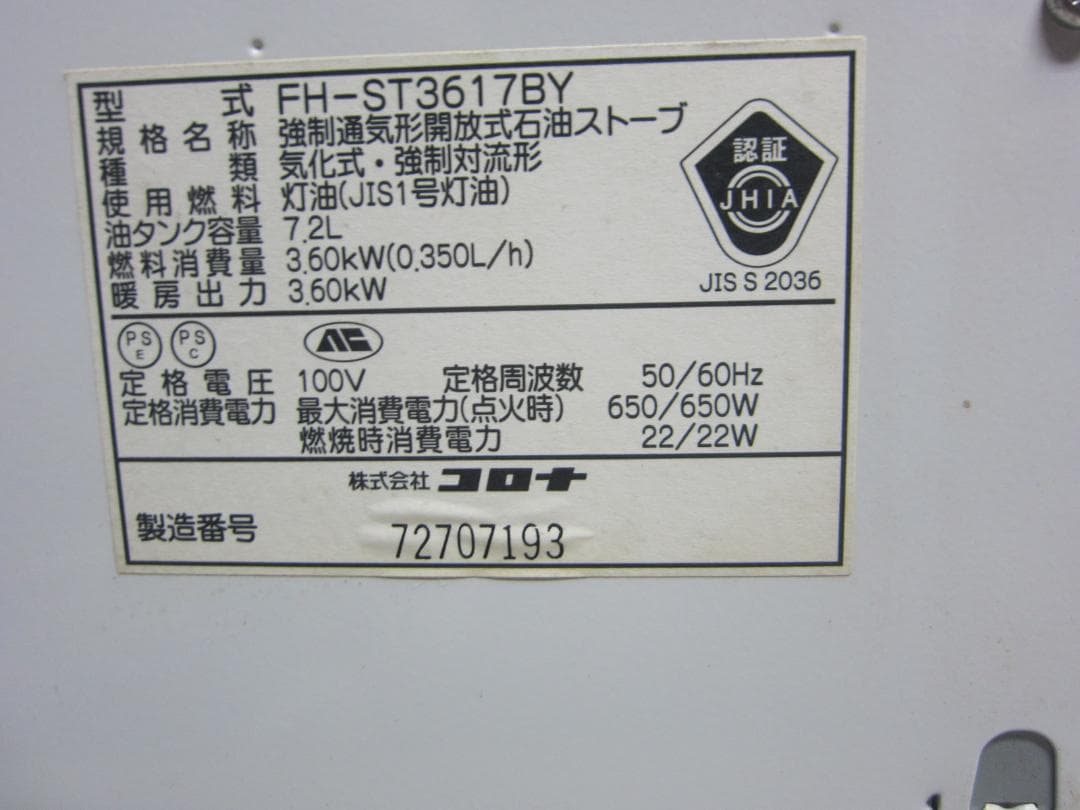 型式 FH-ST3617BY
規格名称 強制通気形開放式石油ストーブ
種類 気化式・強制対流形
使用燃料 灯油(JIS1号灯油)
油タンク容量 7.2L
燃料消費量 3.60kW(0.350L/h)
暖房出力 3.60kW
認証
JHIA
JIS S 2036
PS E PS C
定格電圧 100V 定格周波数 50/60Hz
定格消費電力 最大消費電力(点火時) 650/650W
燃焼時消費電力 22/22W
株式会社 コロナ
製造番号 72707193